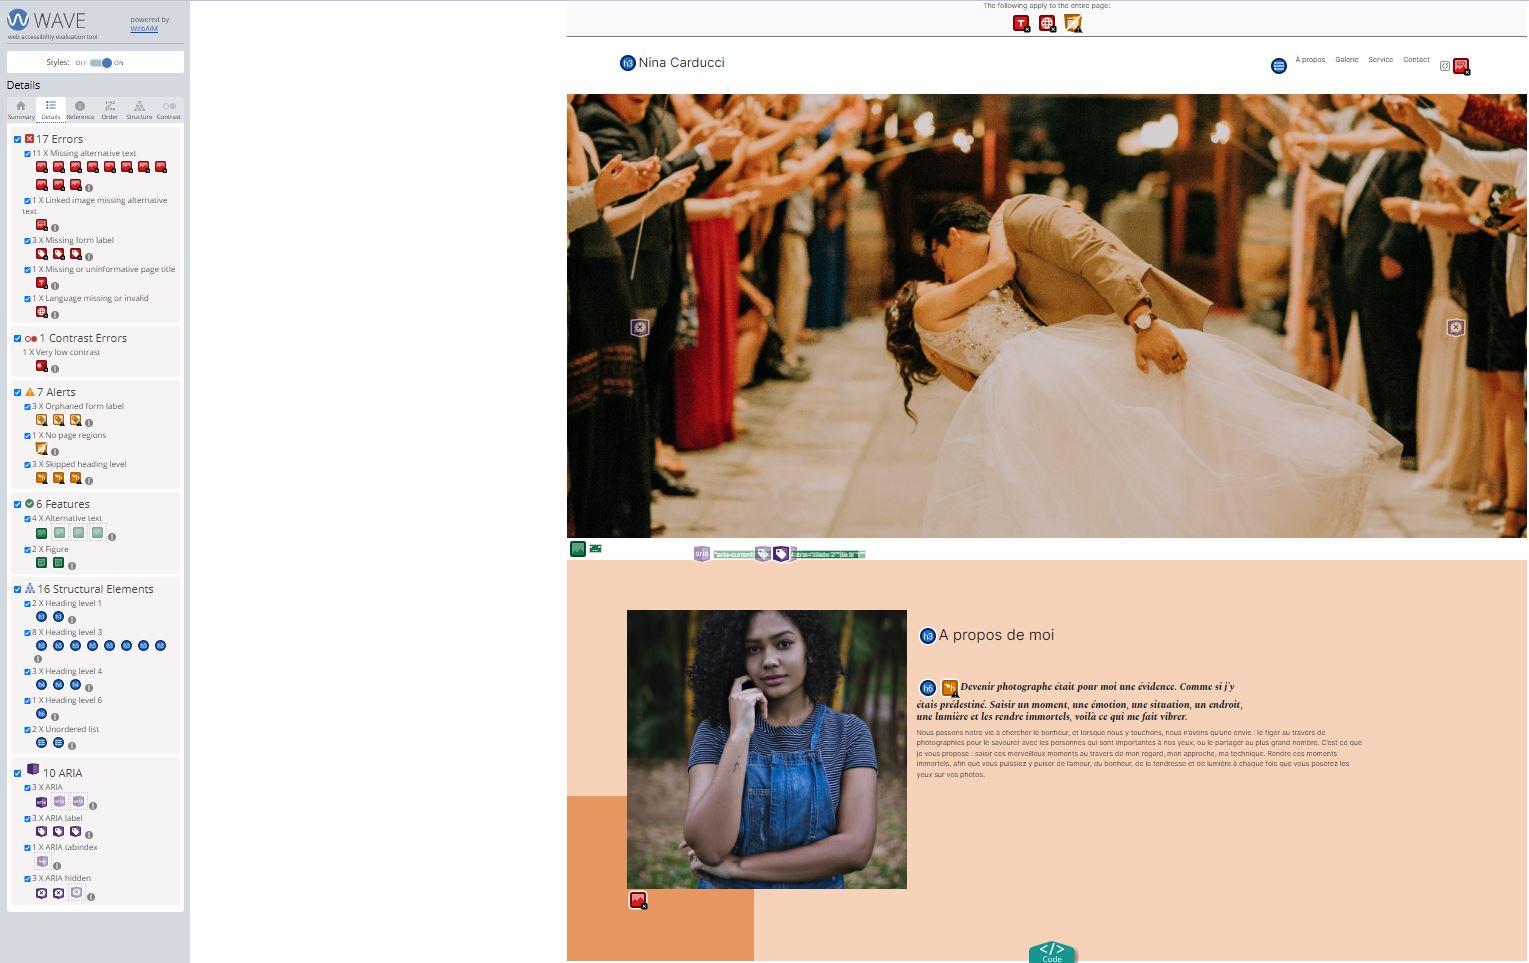 WAVE
web accessibility evaluation tool
powered by
WebAIM
Styles: OFF ON
Details
Summary Details Reference Order Structure Contrast
17 Errors
11 X Missing alternative text
1 X Linked image missing alternative
text
3 X Missing form label
1 X Missing or uninformative page title
1 X Language missing or invalid
1 Contrast Errors
1 X Very low contrast
7 Alerts
3 X Orphaned form label
1 X No page regions
3 X Skipped heading level
6 Features
4 X Alternative text
2 X Figure
16 Structural Elements
2 X Heading level 1
8 X Heading level 3
3 X Heading level 4
1 X Heading level 6
2 X Unordered list
10 ARIA
3 X ARIA
3 X ARIA label
1 X ARIA tabindex
3 X ARIA hidden
The following apply to the entire page:
h3 Nina Carducci
À propos Galerie Service Contact
aria
h3 A propos de moi
h6 Devenir photographe était pour moi une évidence. Comme si j'y
étais prédestiné. Saisir un moment, une émotion, une situation, un endroit,
une lumière et les rendre immortels, voilà ce qui me fait vibrer.
Nous passons notre vie à chercher le bonheur, et lorsque nous y touchons, nous n'avons qu'une envie : le figer au travers de
photographies pour le savourer avec les personnes qui sont importantes à nos yeux, ou le partager au plus grand nombre. C'est ce que
je vous propose : saisir ces merveilleux moments au travers de mon regard, mon approche, ma technique. Rendre ces moments
immortels, afin que vous puissiez y puiser de l'amour, du bonheur, de la tendresse et de lumière à chaque fois que vous poserez les
yeux sur vos photos.
</> Code